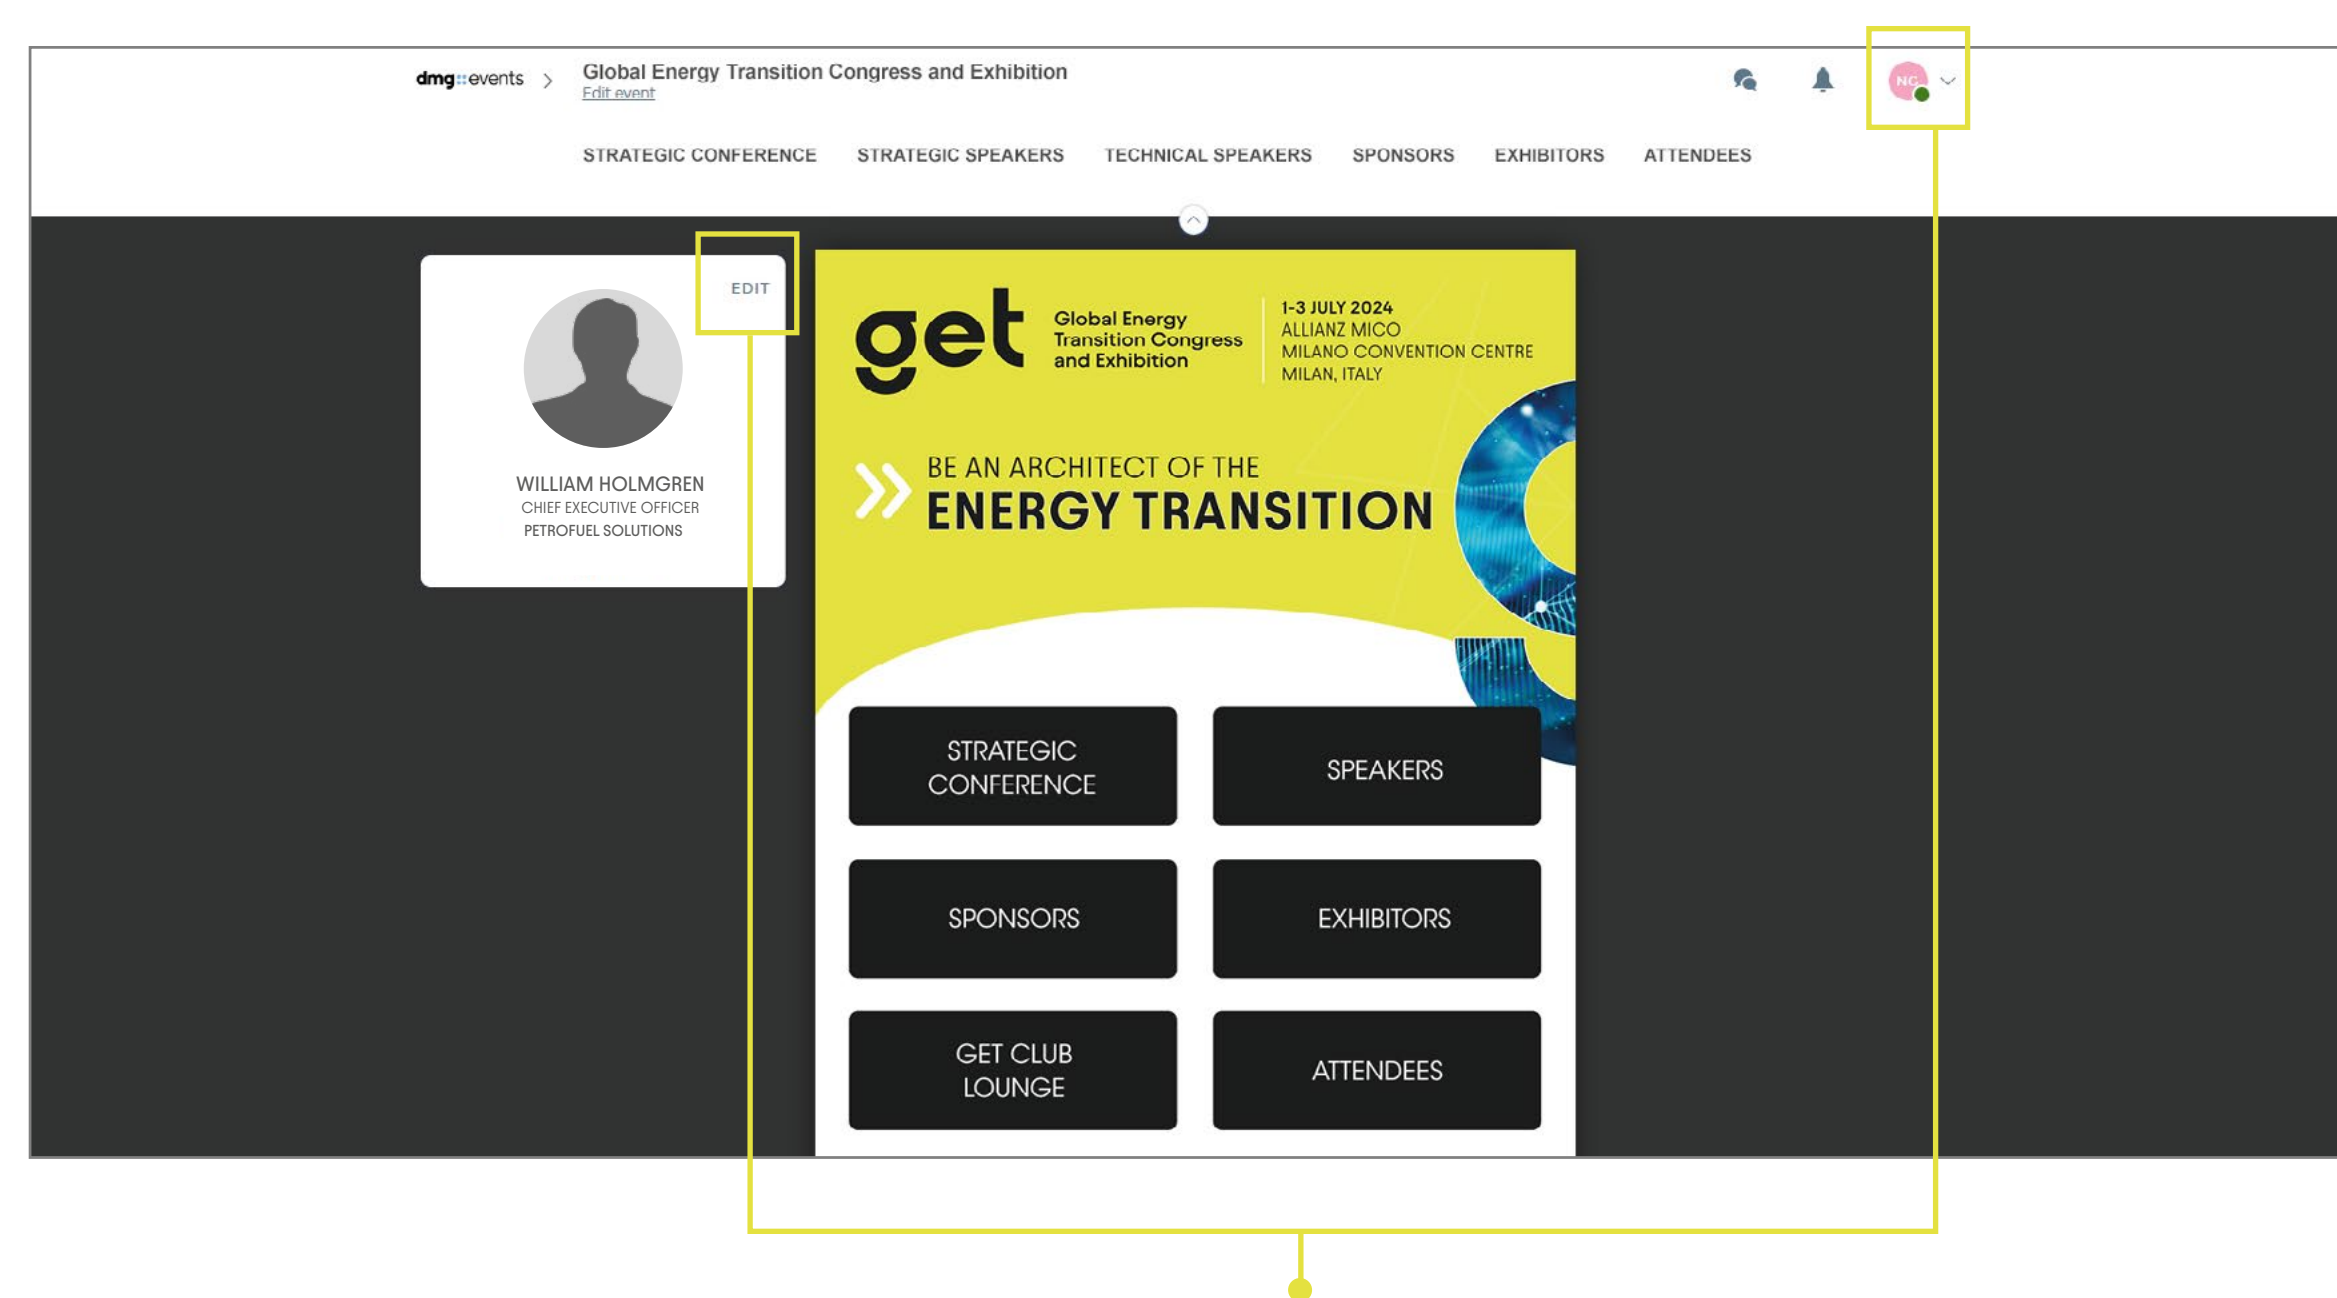 dmg::events
Global Energy Transition Congress and Exhibition
Edit event
NG
STRATEGIC CONFERENCE STRATEGIC SPEAKERS TECHNICAL SPEAKERS SPONSORS EXHIBITORS ATTENDEES
EDIT
WILLIAM HOLMGREN
CHIEF EXECUTIVE OFFICER
PETROFUEL SOLUTIONS
get
Global Energy
Transition Congress
and Exhibition
1-3 JULY 2024
ALLIANZ MICO
MILANO CONVENTION CENTRE
MILAN, ITALY
BE AN ARCHITECT OF THE
ENERGY TRANSITION
STRATEGIC
CONFERENCE
SPEAKERS
SPONSORS
EXHIBITORS
GET CLUB
LOUNGE
ATTENDEES